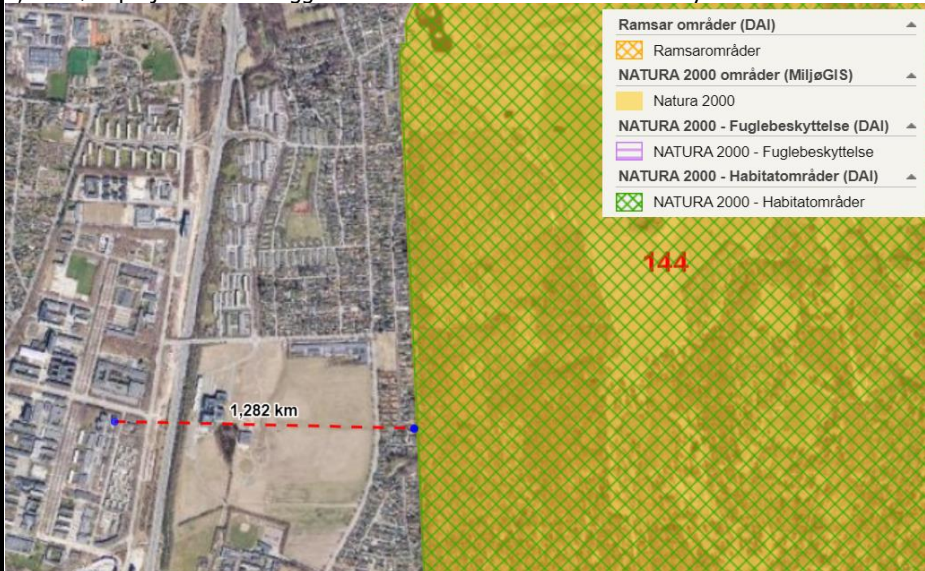 Ramsar områder (DAI)
Ramsarområder
NATURA 2000 områder (MiljøGIS)
Natura 2000
NATURA 2000 - Fuglebeskyttelse (DAI)
NATURA 2000 - Fuglebeskyttelse
NATURA 2000 - Habitatområder (DAI)
NATURA 2000 - Habitatområder
144
1,282 km